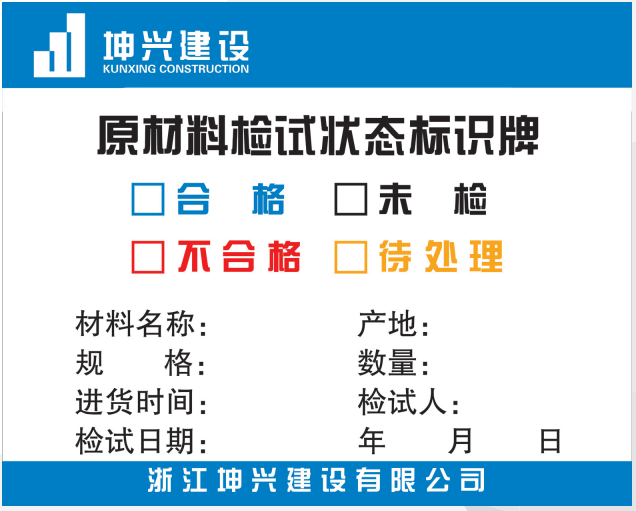 坤兴建设
KUNXING CONSTRUCTION
原材料检试状态标识牌
□合 格 □未 检
□不合格 □待处理
材料名称: 产地:
规 格: 数量:
进货时间: 检试人:
检试日期: 年 月 日
浙江坤兴建设有限公司